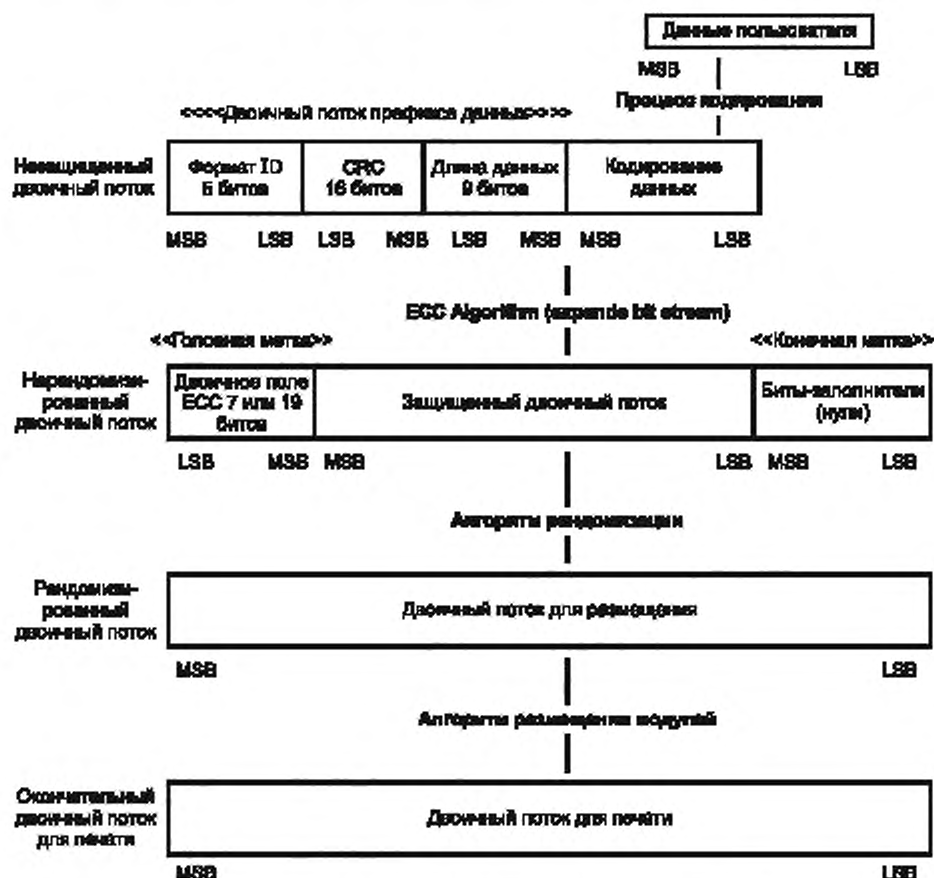 Данные пользователя
MSB LSB
Процесс кодирования
<<<<Двоичный поток префикса данных>>>>
Незащищенный
двоичный поток
Формат ID
5 битов
CRC
16 битов
Длина данных
9 битов
Кодирование
данных
MSB LSB LSB MSB LSB MSB MSB LSB
ECC Algorithm (expands bit stream)
<<Головная метка>> <<Конечная метка>>
Нерандомизи-
рованный
двоичный поток
Двоичное поле
ECC 7 или 19
битов
Защищенный двоичный поток
Биты-заполнители
(нули)
LSB MSB MSB LSB MSB LSB
Алгоритм рандомизации
Рандомизи-
рованный
двоичный поток
Двоичный поток для размещения
MSB LSB
Алгоритм размещения модулей
Окончательный
двоичный поток
для печати
Двоичный поток для печати
MSB LSB